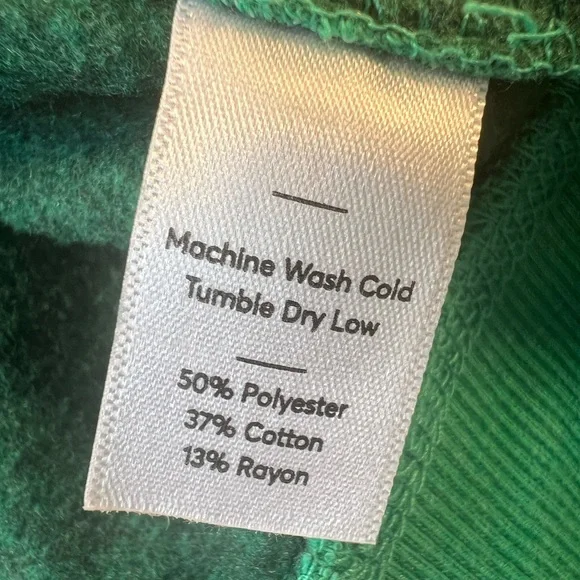 Machine Wash Cold
Tumble Dry Low
50% Polyester
37% Cotton
13% Rayon